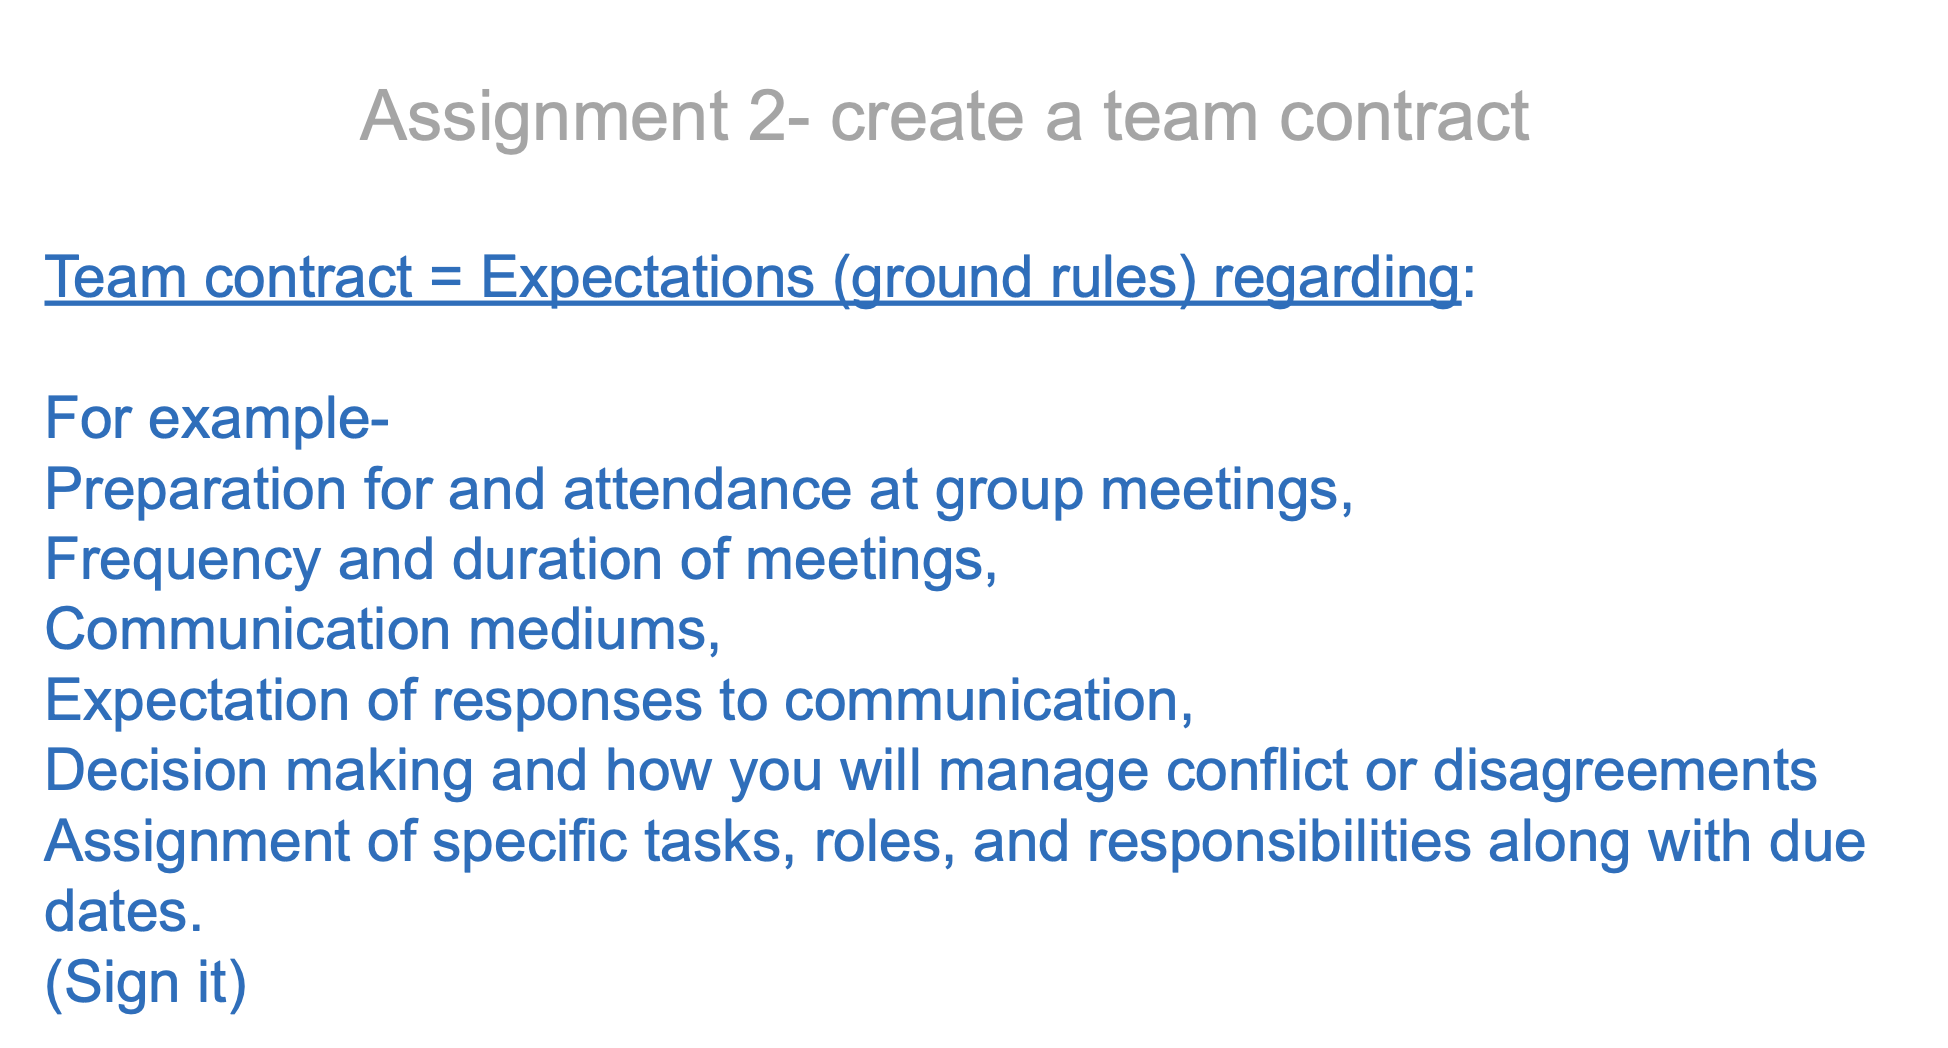 Assignment 2- create a team contract
Team contract = Expectations (ground rules) regarding:
For example-
Preparation for and attendance at group meetings,
Frequency and duration of meetings,
Communication mediums,
Expectation of responses to communication,
Decision making and how you will manage conflict or disagreements
Assignment of specific tasks, roles, and responsibilities along with due
dates.
(Sign it)